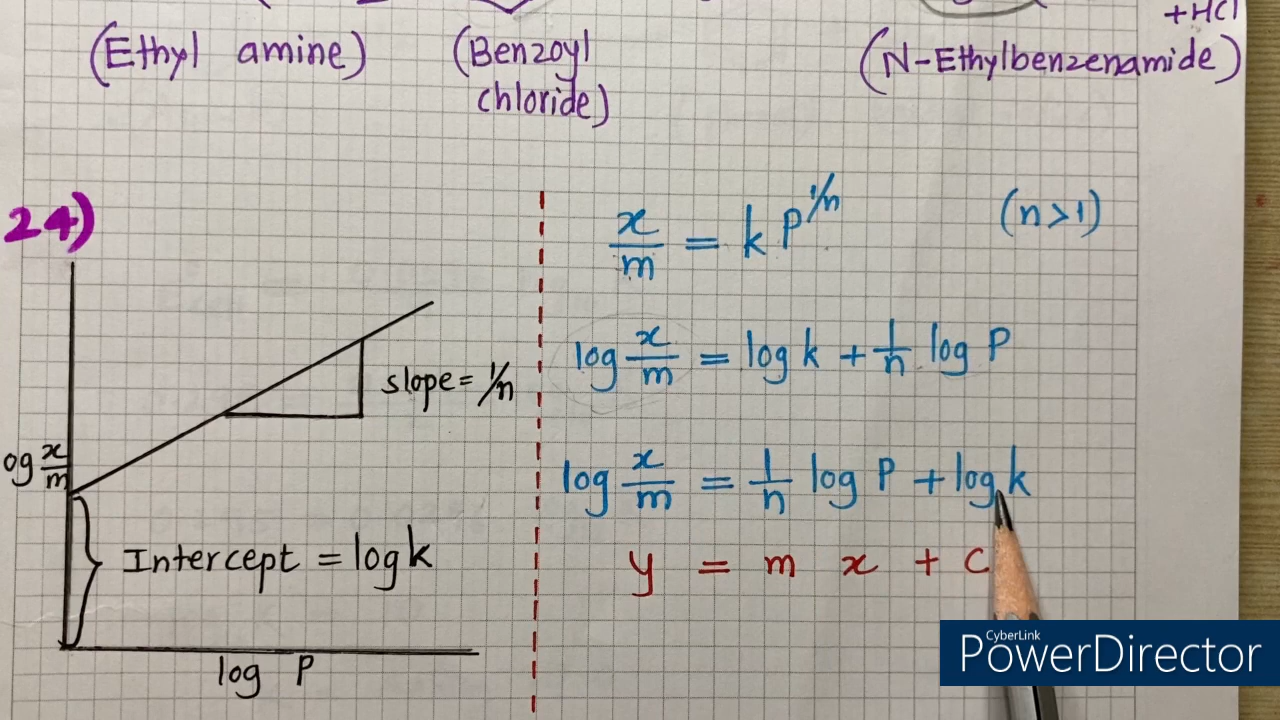 +HCl
(Ethyl amine) (Benzoyl chloride) (N-Ethylbenzenamide)
24)
x/m = k P^1/n (n>1)
log x/m = log k + 1/n log P
slope = 1/n
og x/m
log x/m = 1/n log P + log k
Intercept = log k
y = m x + C
log P
CyberLink
PowerDirector